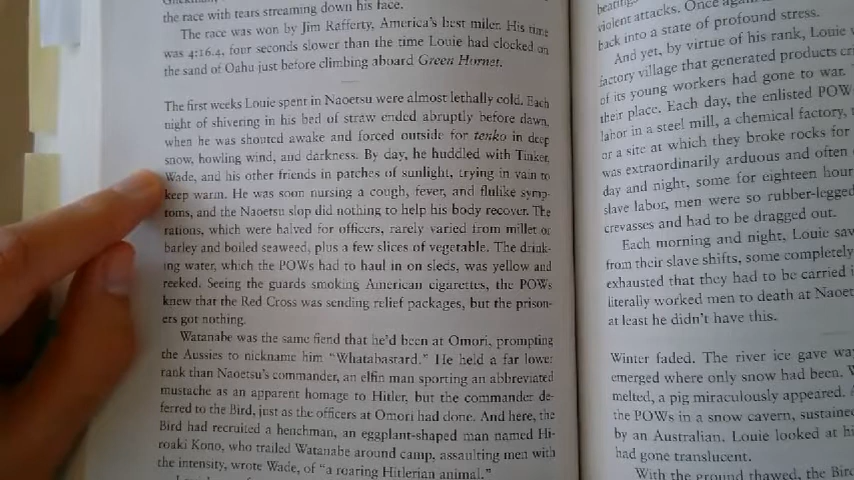 the race with tears streaming down his face.
The race was won by Jim Rafferty, America's best miler. His time
was 4:16.4, four seconds slower than the time Louie had clocked on
the sand of Oahu just before climbing aboard Green Hornet.
The first weeks Louie spent in Naoetsu were almost lethally cold. Each
night of shivering in his bed of straw ended abruptly before dawn,
when he was shouted awake and forced outside for tenko in deep
snow, howling wind, and darkness. By day, he huddled with Tinker,
Wade, and his other friends in patches of sunlight, trying in vain to
keep warm. He was soon nursing a cough, fever, and flulike symp-
toms, and the Naoetsu slop did nothing to help his body recover. The
rations, which were halved for officers, rarely varied from millet or
barley and boiled seaweed, plus a few slices of vegetable. The drink-
ing water, which the POWs had to haul in on sleds, was yellow and
reeked. Seeing the guards smoking American cigarettes, the POWs
knew that the Red Cross was sending relief packages, but the prison-
ers got nothing.
Watanabe was the same fiend that he'd been at Omori, prompting
the Aussies to nickname him "Whatabastard." He held a far lower
rank than Naoetsu's commander, an elfin man sporting an abbreviated
mustache as an apparent homage to Hitler, but the commander de-
ferred to the Bird, just as the officers at Omori had done. And here, the
Bird had recruited a henchman, an eggplant-shaped man named Hi-
roaki Kono, who trailed Watanabe around camp, assaulting men with
the intensity, wrote Wade, of "a roaring Hitlerian animal."
violent attacks. Once again
back into a state of profound stress.
And yet, by virtue of his rank, Louie
factory village that generated products
of its young workers had gone to war.
their place. Each day, the enlisted POW
labor in a steel mill, a chemical factory,
or a site at which they broke rocks for
was extraordinarily arduous and often
day and night, some for eighteen hour
slave labor, men were so rubber-legged
crevasses and had to be dragged out.
Each morning and night, Louie saw
from their slave shifts, some completely
exhausted that they had to be carried
literally worked men to death at Naoet
at least he didn't have this.
Winter faded. The river ice gave way
emerged where only snow had been.
melted, a pig miraculously appeared.
the POWs in a snow cavern, sustained
by an Australian. Louie looked at hi
had gone translucent.
With the ground thawed, the Bird